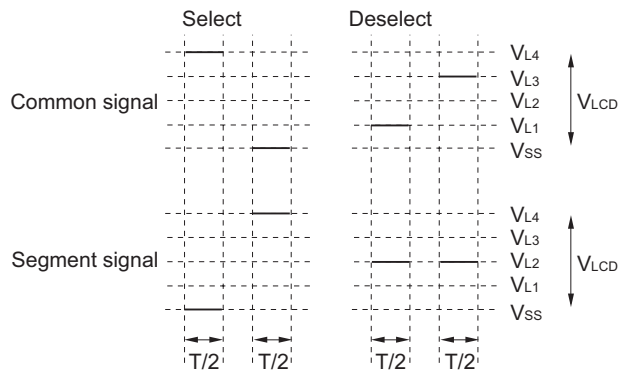 Select Deselect
VL4
VL3
Common signal VL2 VLCD
VL1
VSS
VL4
VL3
Segment signal VL2 VLCD
VL1
VSS
T/2 T/2 T/2 T/2